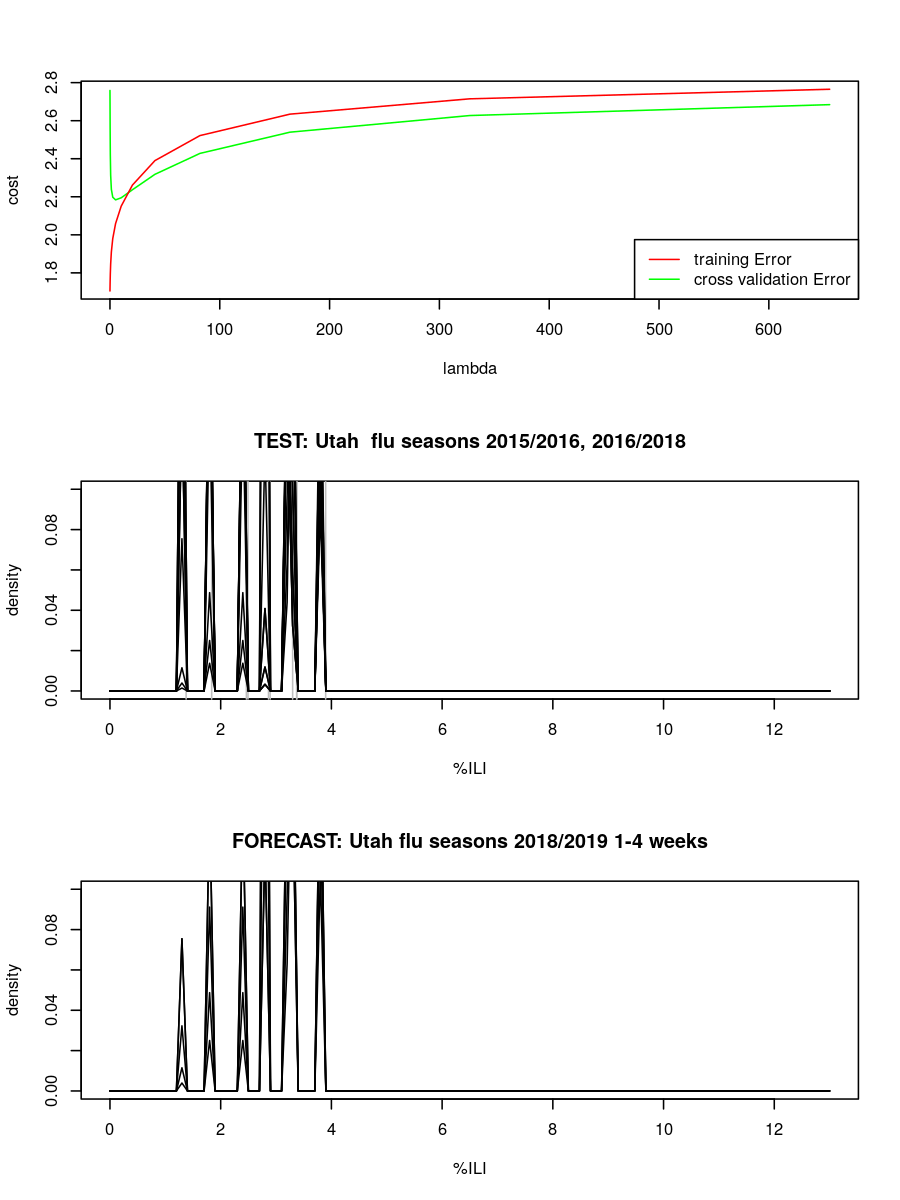 2.8
2.6
2.4
2.2
2.0
1.8
cost
training Error
cross validation Error
0 100 200 300 400 500 600
lambda
TEST: Utah  flu seasons 2015/2016, 2016/2018
0.08
0.04
0.00
density
0 2 4 6 8 10 12
%ILI
FORECAST: Utah flu seasons 2018/2019 1-4 weeks
0.08
0.04
0.00
density
0 2 4 6 8 10 12
%ILI